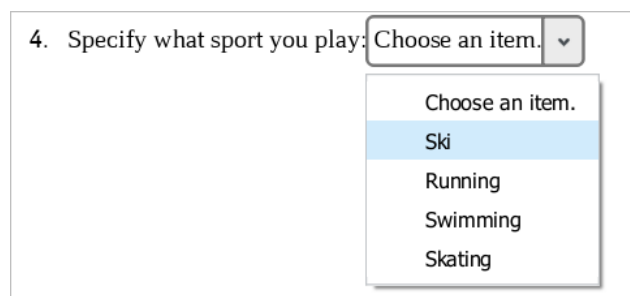 4. Specify what sport you play: Choose an item.
Choose an item.
Ski
Running
Swimming
Skating